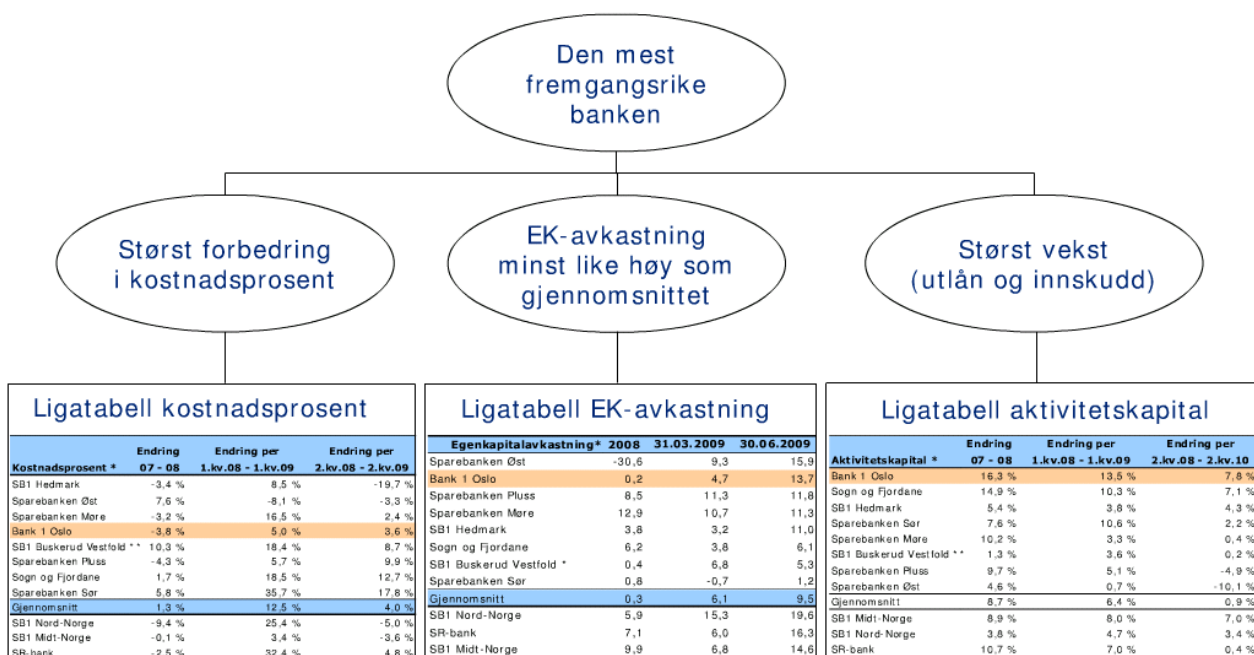 Den mest
fremgangsrike
banken
Størst forbedring
i kostnadsprosent
EK-avkastning
minst like høy som
gjennomsnittet
Størst vekst
(utlån og innskudd)
Ligatabell kostnadsprosent
Endring Endring per Endring per
Kostnadsprosent * 07 - 08 1.kv.08 - 1.kv.09 2.kv.08 - 2.kv.09
SB1 Hedmark -3,4 % 8,5 % -19,7 %
Sparebanken Øst 7,6 % -8,1 % -3,3 %
Sparebanken Møre -3,2 % 16,5 % 2,4 %
Bank 1 Oslo -3,8 % 5,0 % 3,6 %
SB1 Buskerud Vestfold ** 10,3 % 18,4 % 8,7 %
Sparebanken Pluss -4,3 % 5,7 % 9,9 %
Sogn og Fjordane 1,7 % 18,5 % 12,7 %
Sparebanken Sør 5,8 % 35,7 % 17,8 %
Gjennomsnitt 1,3 % 12,5 % 4,0 %
SB1 Nord-Norge -9,4 % 25,4 % -5,0 %
SB1 Midt-Norge -0,1 % 3,4 % -3,6 %
SR-bank -2,5 % 32,4 % 4,8 %
Ligatabell EK-avkastning
Egenkapitalavkastning* 2008 31.03.2009 30.06.2009
Sparebanken Øst -30,6 9,3 15,9
Bank 1 Oslo 0,2 4,7 13,7
Sparebanken Pluss 8,5 11,3 11,8
Sparebanken Møre 12,9 10,7 11,3
SB1 Hedmark 3,8 3,2 11,0
Sogn og Fjordane 6,2 3,8 6,1
SB1 Buskerud Vestfold * 0,4 6,8 5,3
Sparebanken Sør 0,8 -0,7 1,2
Gjennomsnitt 0,3 6,1 9,5
SB1 Nord-Norge 5,9 15,3 19,6
SR-bank 7,1 6,0 16,3
SB1 Midt-Norge 9,9 6,8 14,6
Ligatabell aktivitetskapital
Endring Endring per Endring per
Aktivitetskapital * 07 - 08 1.kv.08 - 1.kv.09 2.kv.08 - 2.kv.10
Bank 1 Oslo 16,3 % 13,5 % 7,8 %
Sogn og Fjordane 14,9 % 10,3 % 7,1 %
SB1 Hedmark 5,4 % 3,8 % 4,3 %
Sparebanken Sør 7,6 % 10,6 % 2,2 %
Sparebanken Møre 10,2 % 3,3 % 0,4 %
SB1 Buskerud Vestfold ** 1,3 % 3,6 % 0,2 %
Sparebanken Pluss 9,7 % 5,1 % -4,9 %
Sparebanken Øst 4,6 % 0,7 % -10,1 %
Gjennomsnitt 8,7 % 6,4 % 0,9 %
SB1 Midt-Norge 8,9 % 8,0 % 7,0 %
SB1 Nord-Norge 3,8 % 4,7 % 3,4 %
SR-bank 10,7 % 7,0 % 0,4 %